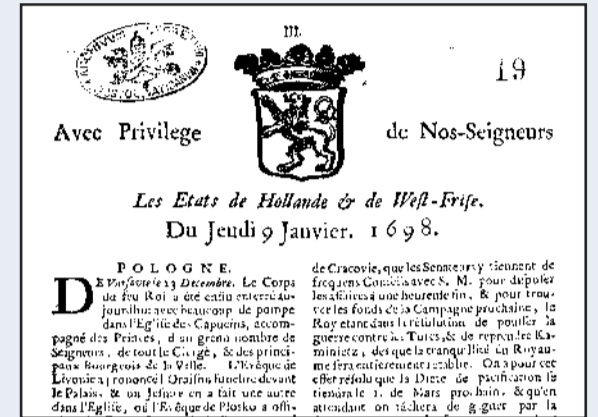 m.
19
Avec Privilege
de Nos-Seigneurs
Les Etats de Hollande & de West-Frise.
Du Jeudi 9 Janvier. 1698.
POLOGNE.
DE Varsovie le 23 Decembre. Le Corps
du feu Roi a été enfin enterré au-
jourdhui avec beaucoup de pompe
dans l'Eglise des Capucins, accom-
pagné des Princes, d'un grand nombre de
Seigneurs, de tout le Clergé, & des princi-
paux Bourgeois de la Ville. L'Evêque de
Livonie a prononcé l'Oraison funebre devant
le Palais, & un Jesuite en a fait une autre
dans l'Eglise, où l'Evêque de Plosko a offi-
de Cracovie, que les Senateurs y tiennent de
frequens Conseils avec S. M. pour disposer
les affaires à une heureuse fin, & pour trou-
ver les fonds de la Campagne prochaine, le
Roy etant dans la resolution de pousser la
guerre contre les Turcs, & de reprendre Ka-
minietz, des que la tranquillité du Royau-
me sera entierement retablie. On a pour cet
effet résolu que la Diete de pacification se
tiendra le 1. de Mars prochain, & qu'en
attendant on tâchera de gagner par la